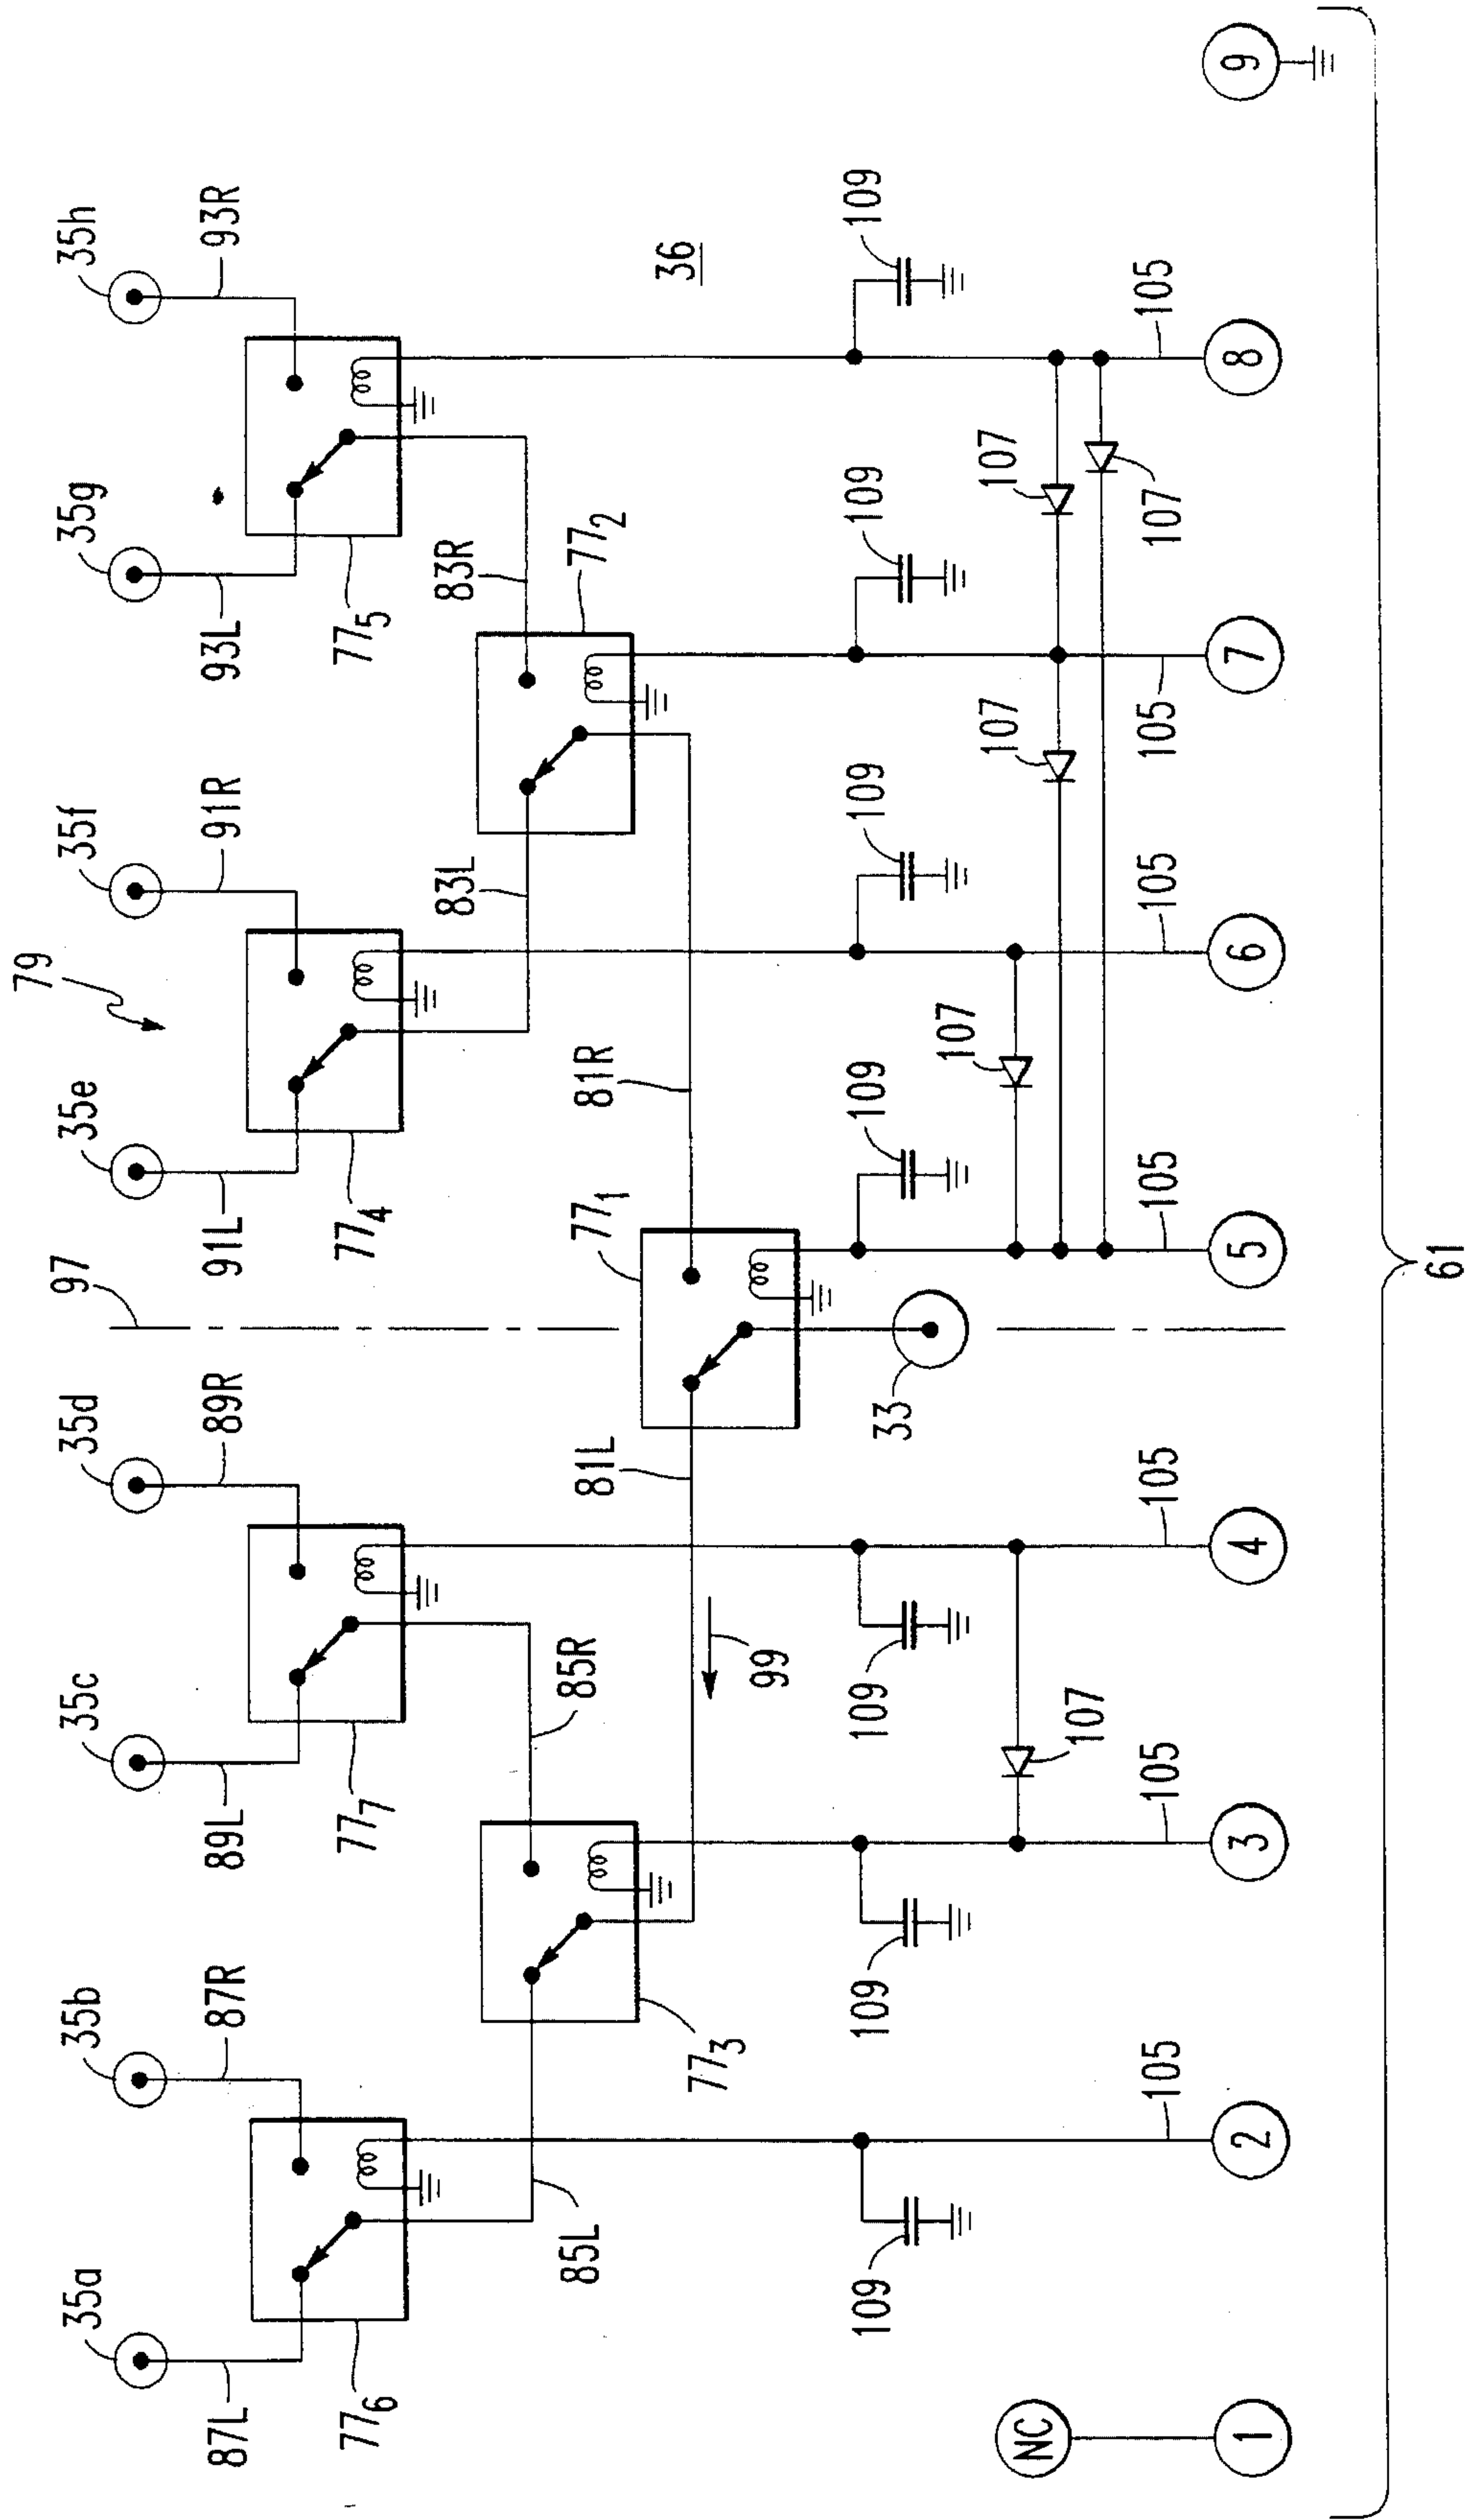 35a
35b
35c
35d
35e
35f
35g
35h
87L
87R
89L
89R
97
91L
79
91R
93L
93R
77₆
77₇
77₄
77₅
85L
85R
83L
83R
77₃
77₂
81L
77₁
81R
36
99
33
109
109
109
109
109
109
109
107
107
107
107
107
105
105
105
105
105
105
105
NC
1
2
3
4
5
6
7
8
9
61